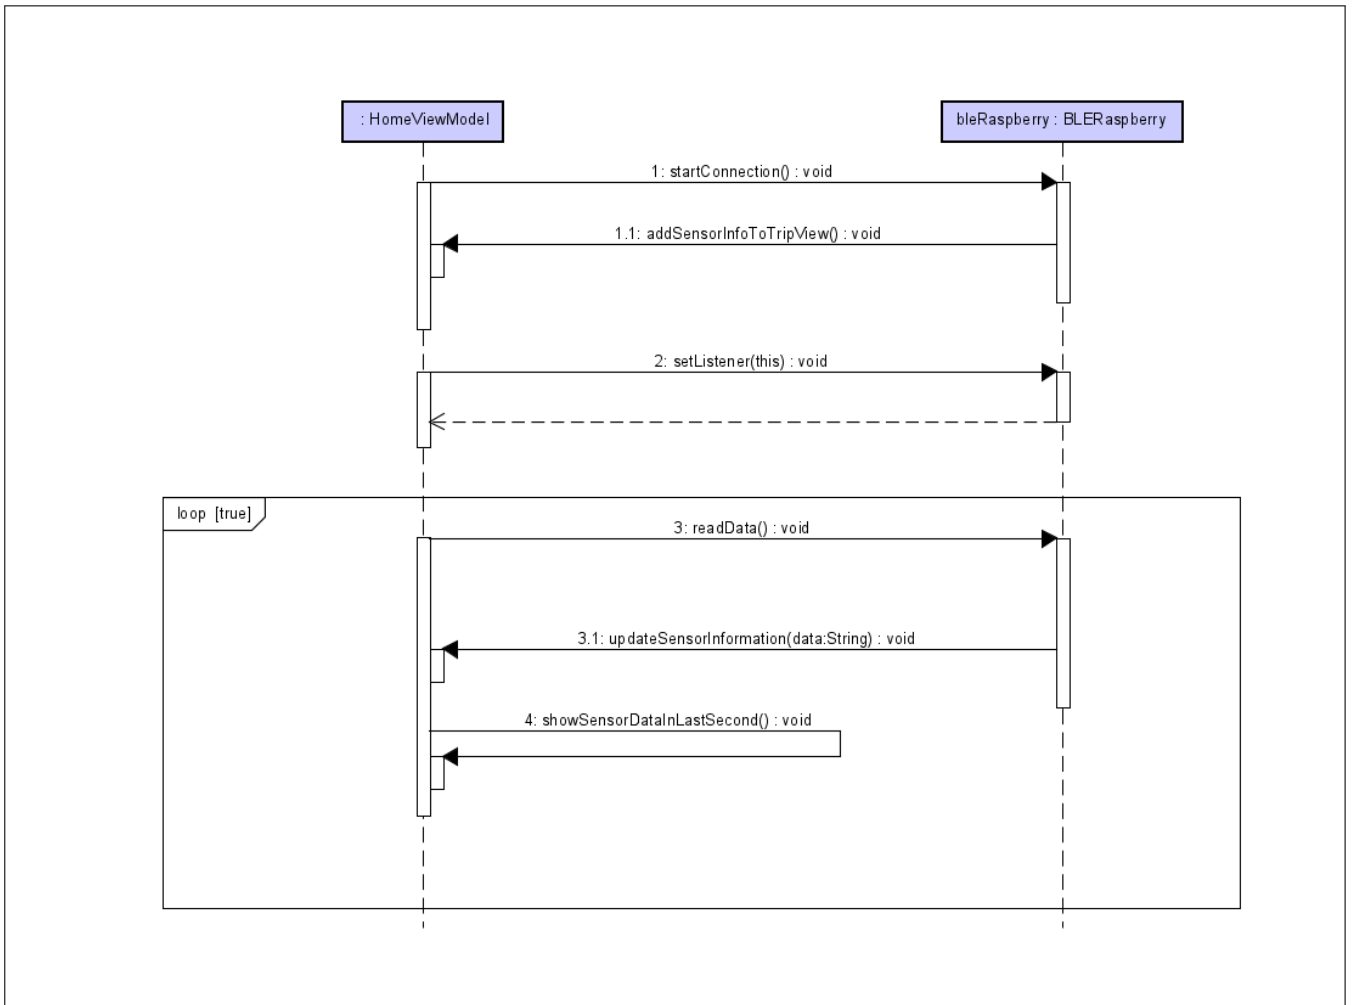 : HomeViewModel
bleRaspberry : BLERaspberry
1: startConnection() : void
1.1: addSensorInfoToTripView() : void
2: setListener(this) : void
loop [true]
3: readData() : void
3.1: updateSensorInformation(data:String) : void
4: showSensorDataInLastSecond() : void